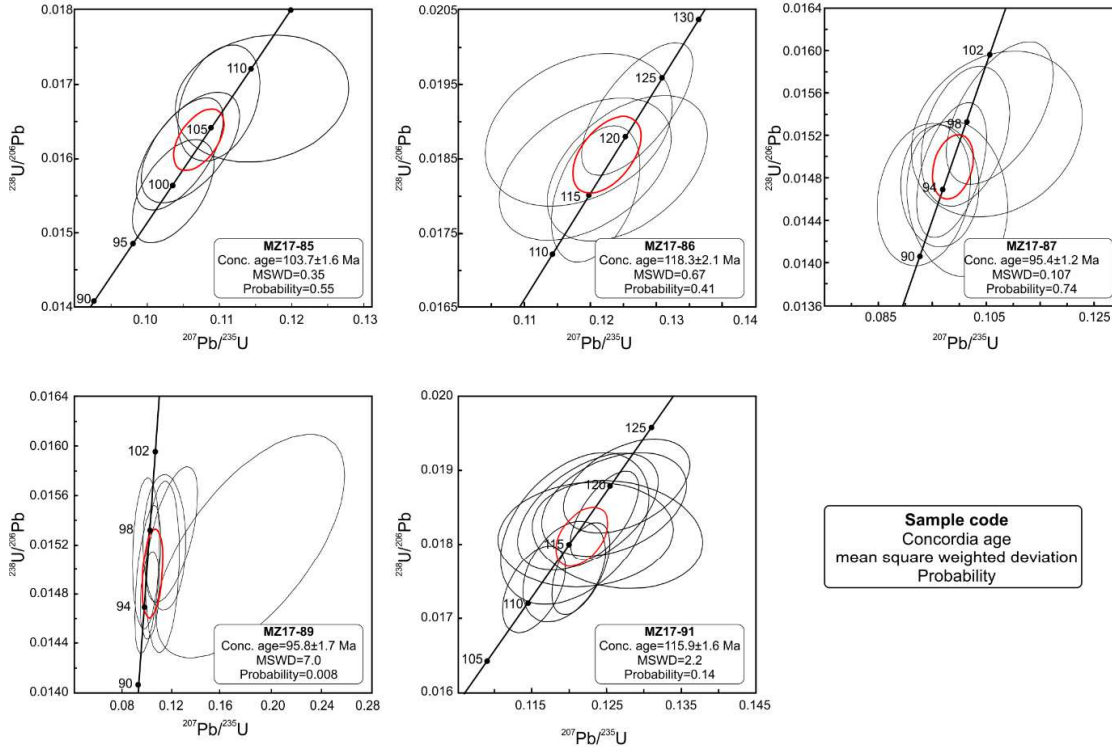 0.018
0.017
0.016
0.015
0.014
110
105
100
95
90
0.10
0.11
0.12
0.13
238U/206Pb
207Pb/235U
MZ17-85
Conc. age=103.7±1.6 Ma
MSWD=0.35
Probability=0.55
0.0205
0.0195
0.0185
0.0175
0.0165
130
125
120
115
110
0.11
0.12
0.13
0.14
238U/206Pb
207Pb/235U
MZ17-86
Conc. age=118.3±2.1 Ma
MSWD=0.67
Probability=0.41
0.0164
0.0160
0.0156
0.0152
0.0148
0.0144
0.0140
0.0136
102
98
94
90
0.085
0.105
0.125
238U/206Pb
207Pb/235U
MZ17-87
Conc. age=95.4±1.2 Ma
MSWD=0.107
Probability=0.74
0.0164
0.0160
0.0156
0.0152
0.0148
0.0144
0.0140
102
98
94
90
0.08
0.12
0.16
0.20
0.24
0.28
238U/206Pb
207Pb/235U
MZ17-89
Conc. age=95.8±1.7 Ma
MSWD=7.0
Probability=0.008
0.020
0.019
0.018
0.017
0.016
125
120
115
110
105
0.115
0.125
0.135
0.145
238U/206Pb
207Pb/235U
MZ17-91
Conc. age=115.9±1.6 Ma
MSWD=2.2
Probability=0.14
Sample code
Concordia age
mean square weighted deviation
Probability